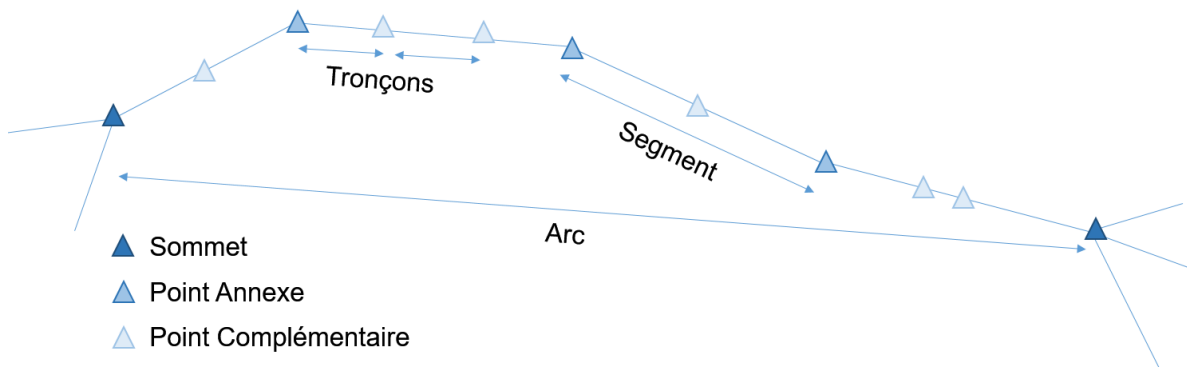 Tronçons
Segment
Arc
Sommet
Point Annexe
Point Complémentaire